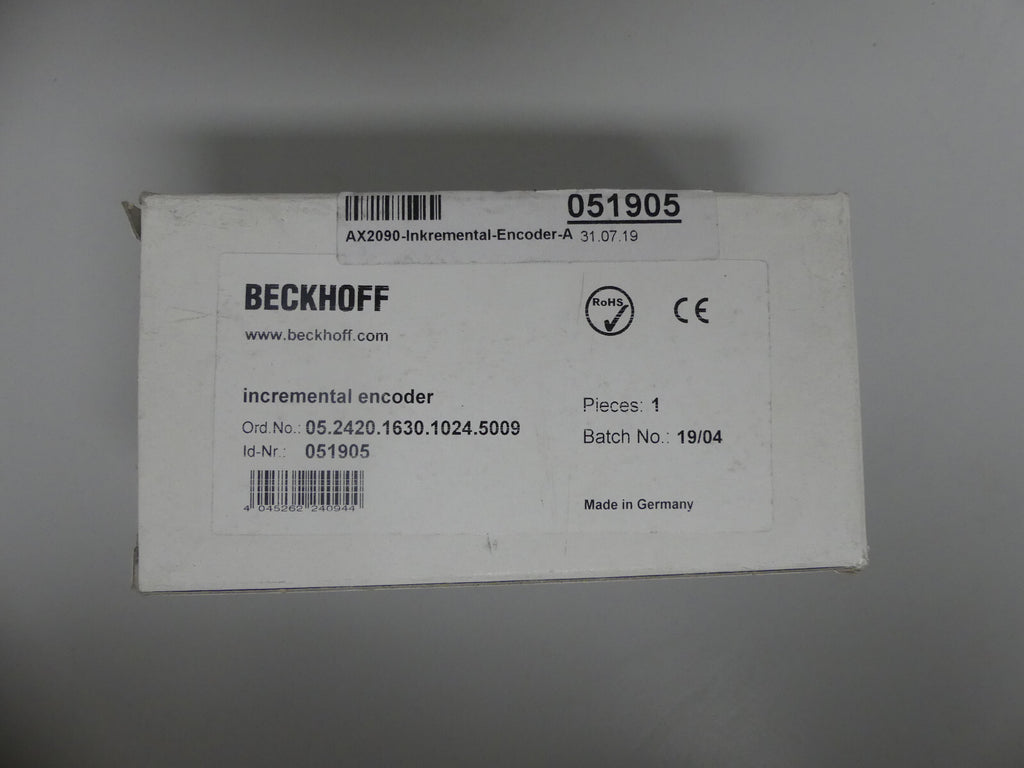 051905
AX2090-Inkremental-Encoder-A 31.07.19
BECKHOFF
www.beckhoff.com
RoHS
CE
incremental encoder
Ord.No.: 05.2420.1630.1024.5009
Id-Nr.: 051905
4 045262 240944
Pieces: 1
Batch No.: 19/04
Made in Germany